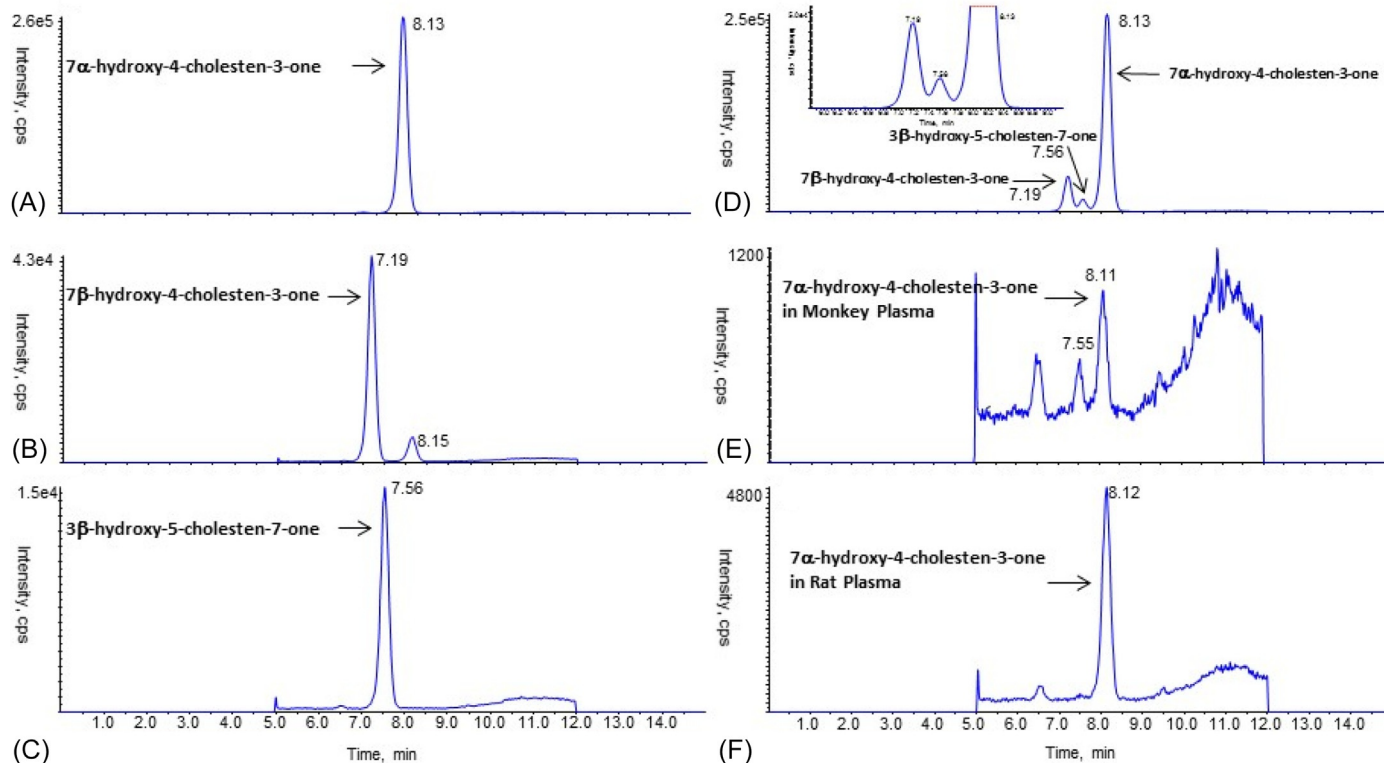 2.6e5
8.13
7α-hydroxy-4-cholesten-3-one
Intensity, cps
(A)
4.3e4
7.19
7β-hydroxy-4-cholesten-3-one
8.15
Intensity, cps
(B)
1.5e4
7.56
3β-hydroxy-5-cholesten-7-one
Intensity, cps
1.0 2.0 3.0 4.0 5.0 6.0 7.0 8.0 9.0 10.0 11.0 12.0 13.0 14.0
Time, min
(C)
2.5e5
8.13
7α-hydroxy-4-cholesten-3-one
7.19
8.13
Time, min
3β-hydroxy-5-cholesten-7-one
7.56
7β-hydroxy-4-cholesten-3-one
7.19
Intensity, cps
(D)
1200
8.11
7α-hydroxy-4-cholesten-3-one
in Monkey Plasma
7.55
Intensity, cps
(E)
4800
8.12
7α-hydroxy-4-cholesten-3-one
in Rat Plasma
Intensity, cps
1.0 2.0 3.0 4.0 5.0 6.0 7.0 8.0 9.0 10.0 11.0 12.0 13.0 14.0
Time, min
(F)